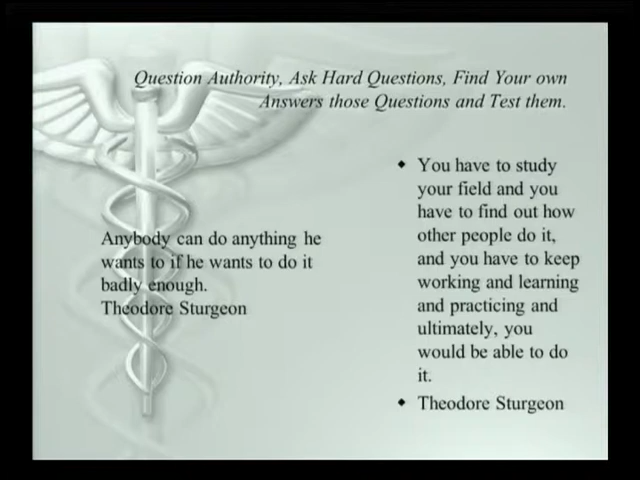 Question Authority, Ask Hard Questions, Find Your own
Answers those Questions and Test them.
Anybody can do anything he
wants to if he wants to do it
badly enough.
Theodore Sturgeon
◆ You have to study
your field and you
have to find out how
other people do it,
and you have to keep
working and learning
and practicing and
ultimately, you
would be able to do
it.
◆ Theodore Sturgeon